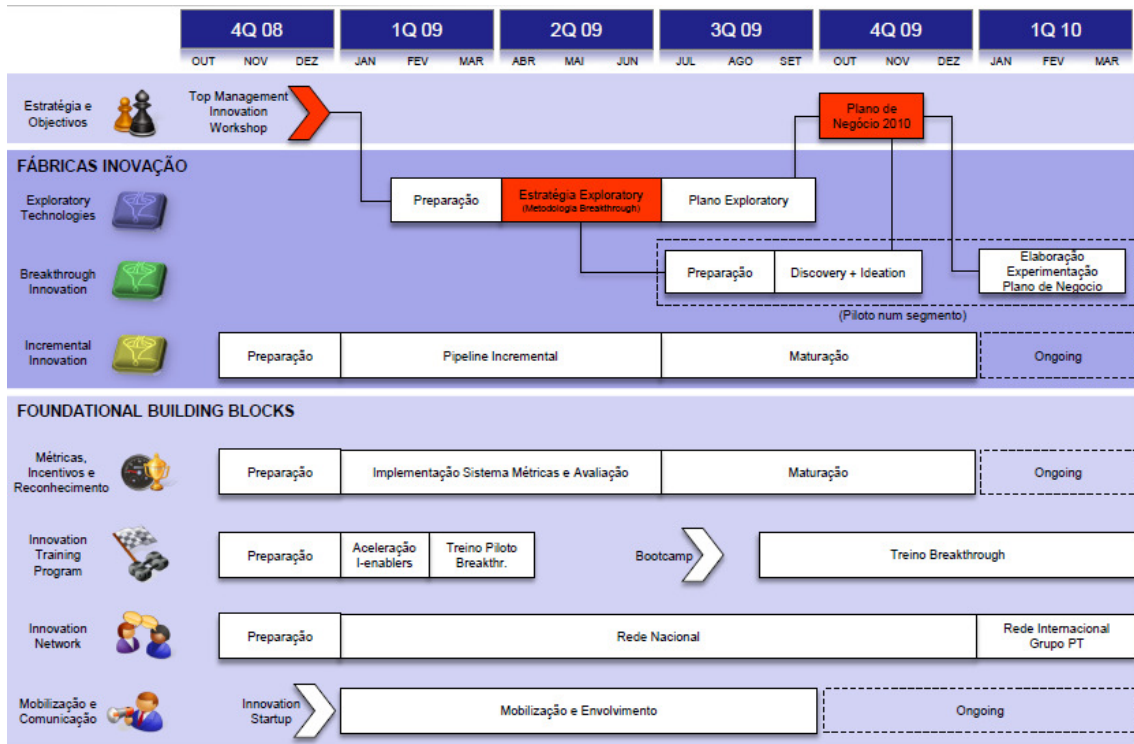 4Q 08 1Q 09 2Q 09 3Q 09 4Q 09 1Q 10
OUT NOV DEZ JAN FEV MAR ABR MAI JUN JUL AGO SET OUT NOV DEZ JAN FEV MAR
Estratégia e
Objectivos
Top Management
Innovation
Workshop
Plano de
Negócio 2010
FÁBRICAS INOVAÇÃO
Exploratory
Technologies
Preparação
Estratégia Exploratory
(Metodologia Breakthrough)
Plano Exploratory
Breakthrough
Innovation
Preparação
Discovery + Ideation
Elaboração
Experimentação
Plano de Negocio
(Piloto num segmento)
Incremental
Innovation
Preparação
Pipeline Incremental
Maturação
Ongoing
FOUNDATIONAL BUILDING BLOCKS
Métricas,
Incentivos e
Reconhecimento
Preparação
Implementação Sistema Métricas e Avaliação
Maturação
Ongoing
Innovation
Training
Program
Preparação
Aceleração
I-enablers
Treino Piloto
Breakthr.
Bootcamp
Treino Breakthrough
Innovation
Network
Preparação
Rede Nacional
Rede Internacional
Grupo PT
Mobilização e
Comunicação
Innovation
Startup
Mobilização e Envolvimento
Ongoing